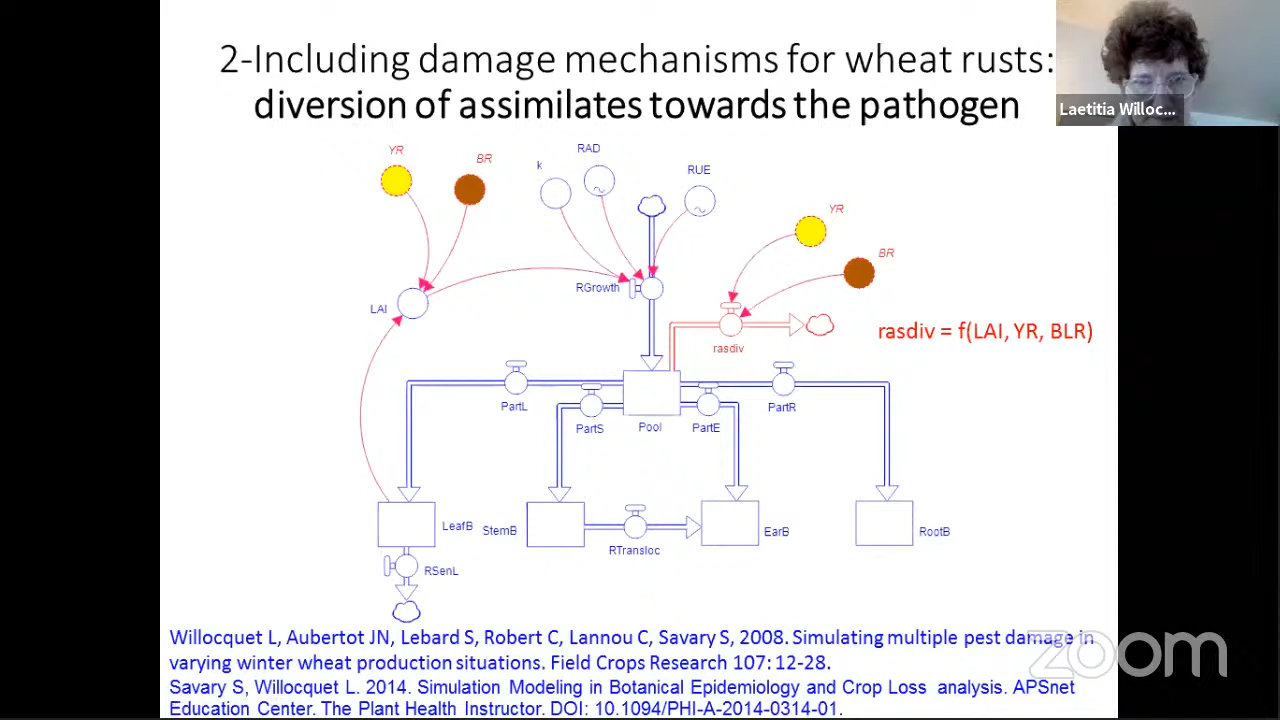 2-Including damage mechanisms for wheat rusts:
diversion of assimilates towards the pathogen
Laetitia Willoc...
YR
BR
k
RAD
RUE
YR
BR
RGrowth
LAI
rasdiv
rasdiv = f(LAI, YR, BLR)
PartL
PartS
Pool
PartE
PartR
LeafB
StemB
RTransloc
EarB
RootB
RSenL
Willocquet L, Aubertot JN, Lebard S, Robert C, Lannou C, Savary S, 2008. Simulating multiple pest damage in
varying winter wheat production situations. Field Crops Research 107: 12-28.
Savary S, Willocquet L. 2014. Simulation Modeling in Botanical Epidemiology and Crop Loss analysis. APSnet
Education Center. The Plant Health Instructor. DOI: 10.1094/PHI-A-2014-0314-01.
zoom